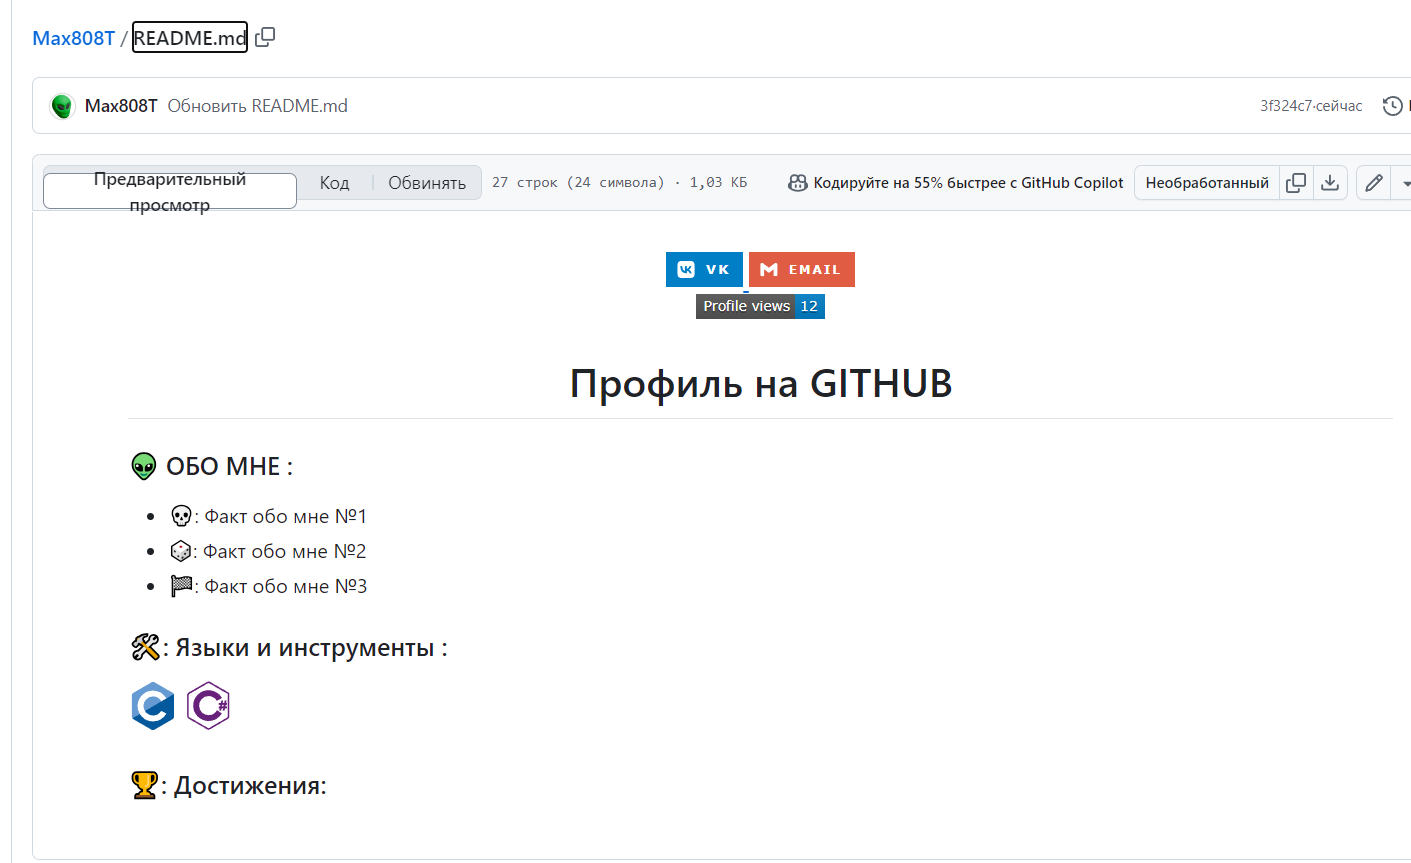 Max808T / README.md
Max808T Обновить README.md 3f324c7·сейчас
Предварительный просмотр Код Обвинять 27 строк (24 символа) · 1,03 КБ Кодируйте на 55% быстрее с GitHub Copilot Необработанный
VK EMAIL
Profile views 12
Профиль на GITHUB
ОБО МНЕ :
: Факт обо мне №1
: Факт обо мне №2
: Факт обо мне №3
: Языки и инструменты :
C C#
: Достижения: